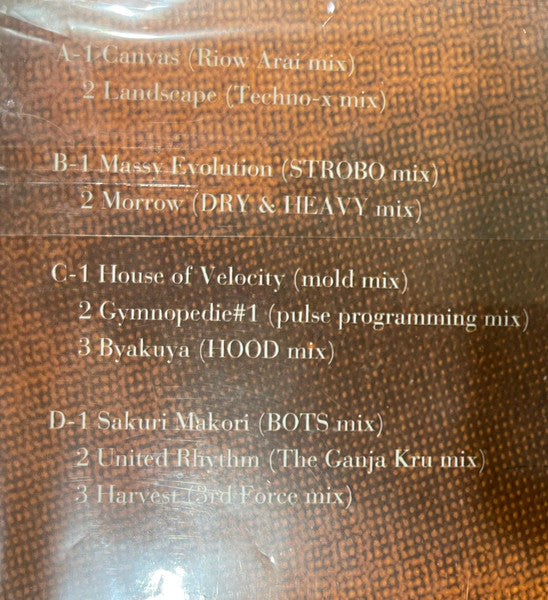 A-1 Canvas (Riow Arai mix)
2 Landscape (Techno-x mix)
B-1 Massy Evolution (STROBO mix)
2 Morrow (DRY & HEAVY mix)
C-1 House of Velocity (mold mix)
2 Gymnopedie#1 (pulse programming mix)
3 Byakuya (HOOD mix)
D-1 Sakuri Makori (BOTS mix)
2 United Rhythm (The Ganja Kru mix)
3 Harvest (3rd Force mix)